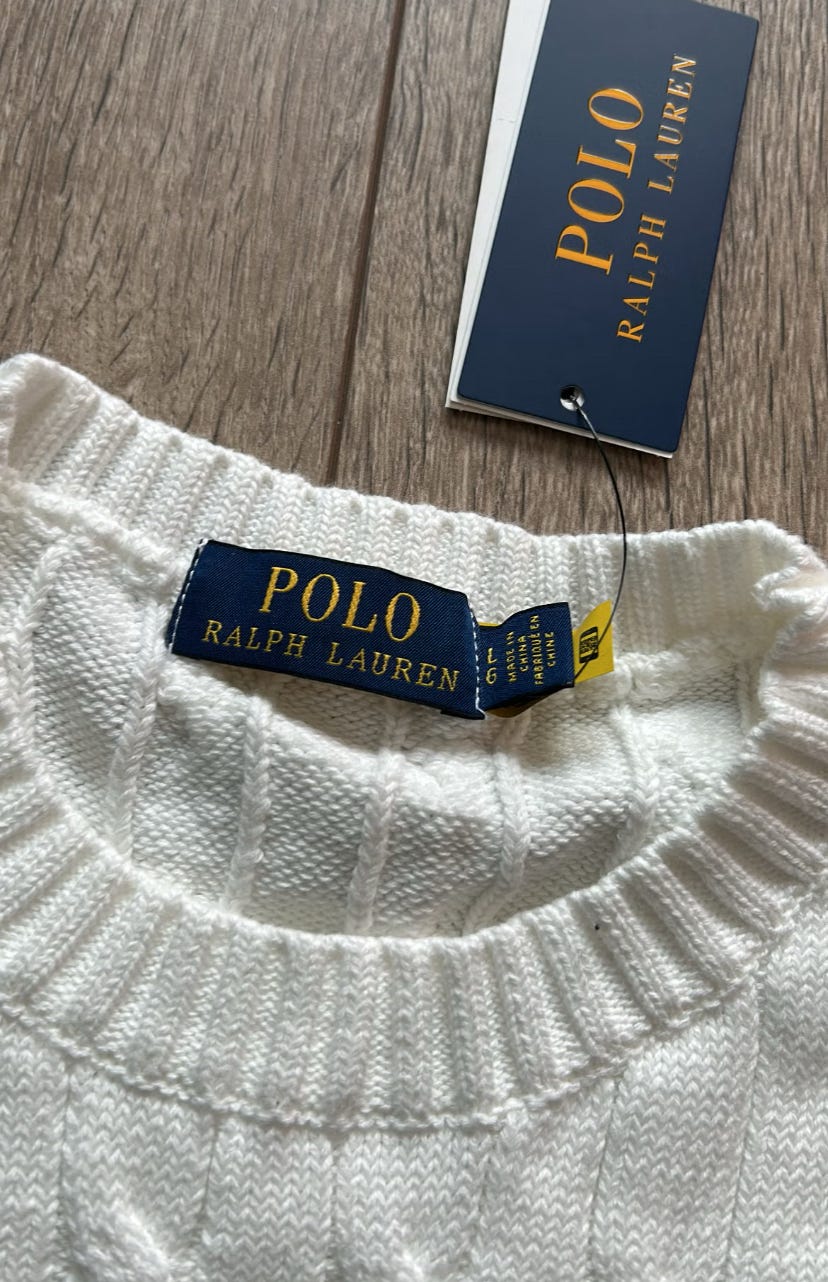 POLO
RALPH LAUREN
POLO
RALPH LAUREN
L
G
MADE IN
CHINA
FABRIQUÉ EN
CHINE